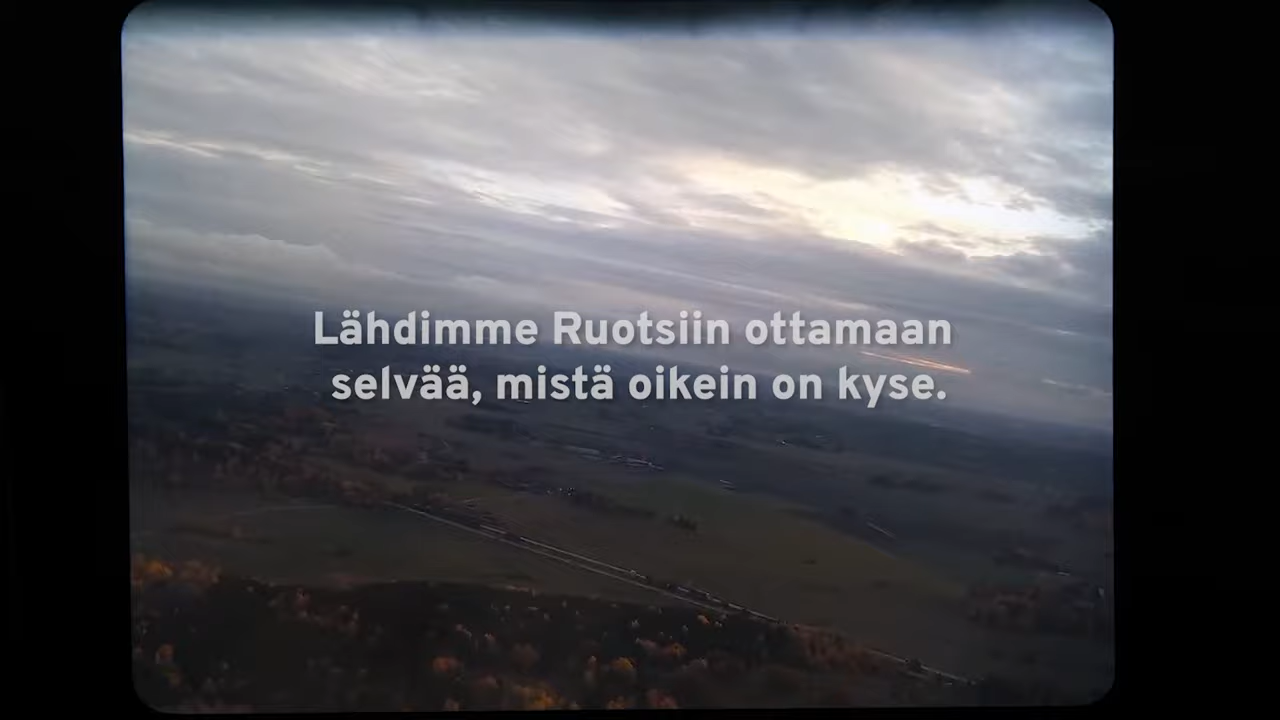 Lähdimme Ruotsiin ottamaan
selvää, mistä oikein on kyse.